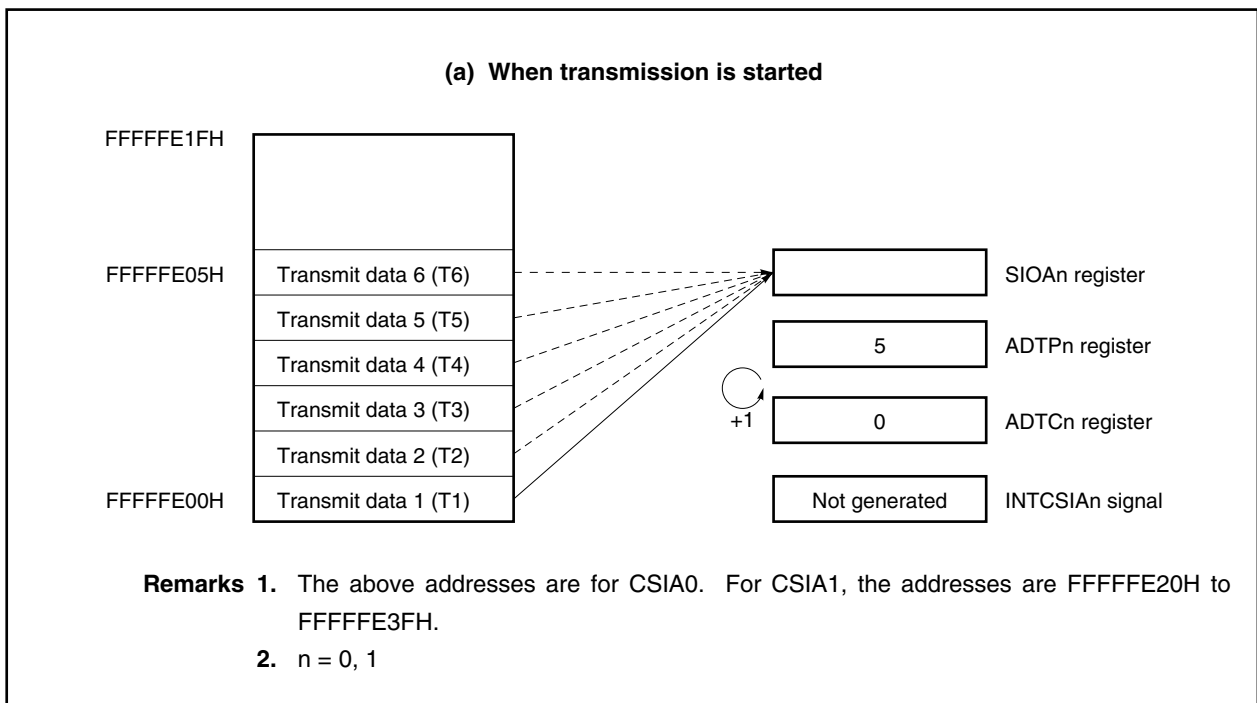 (a) When transmission is started
FFFFFE1FH
FFFFFE05H
Transmit data 6 (T6)
SIOAn register
Transmit data 5 (T5)
5
ADTPn register
Transmit data 4 (T4)
Transmit data 3 (T3)
+1
0
ADTCn register
Transmit data 2 (T2)
FFFFFE00H
Transmit data 1 (T1)
Not generated
INTCSIAn signal
Remarks 1. The above addresses are for CSIA0. For CSIA1, the addresses are FFFFFE20H to
FFFFFE3FH.
2. n = 0, 1